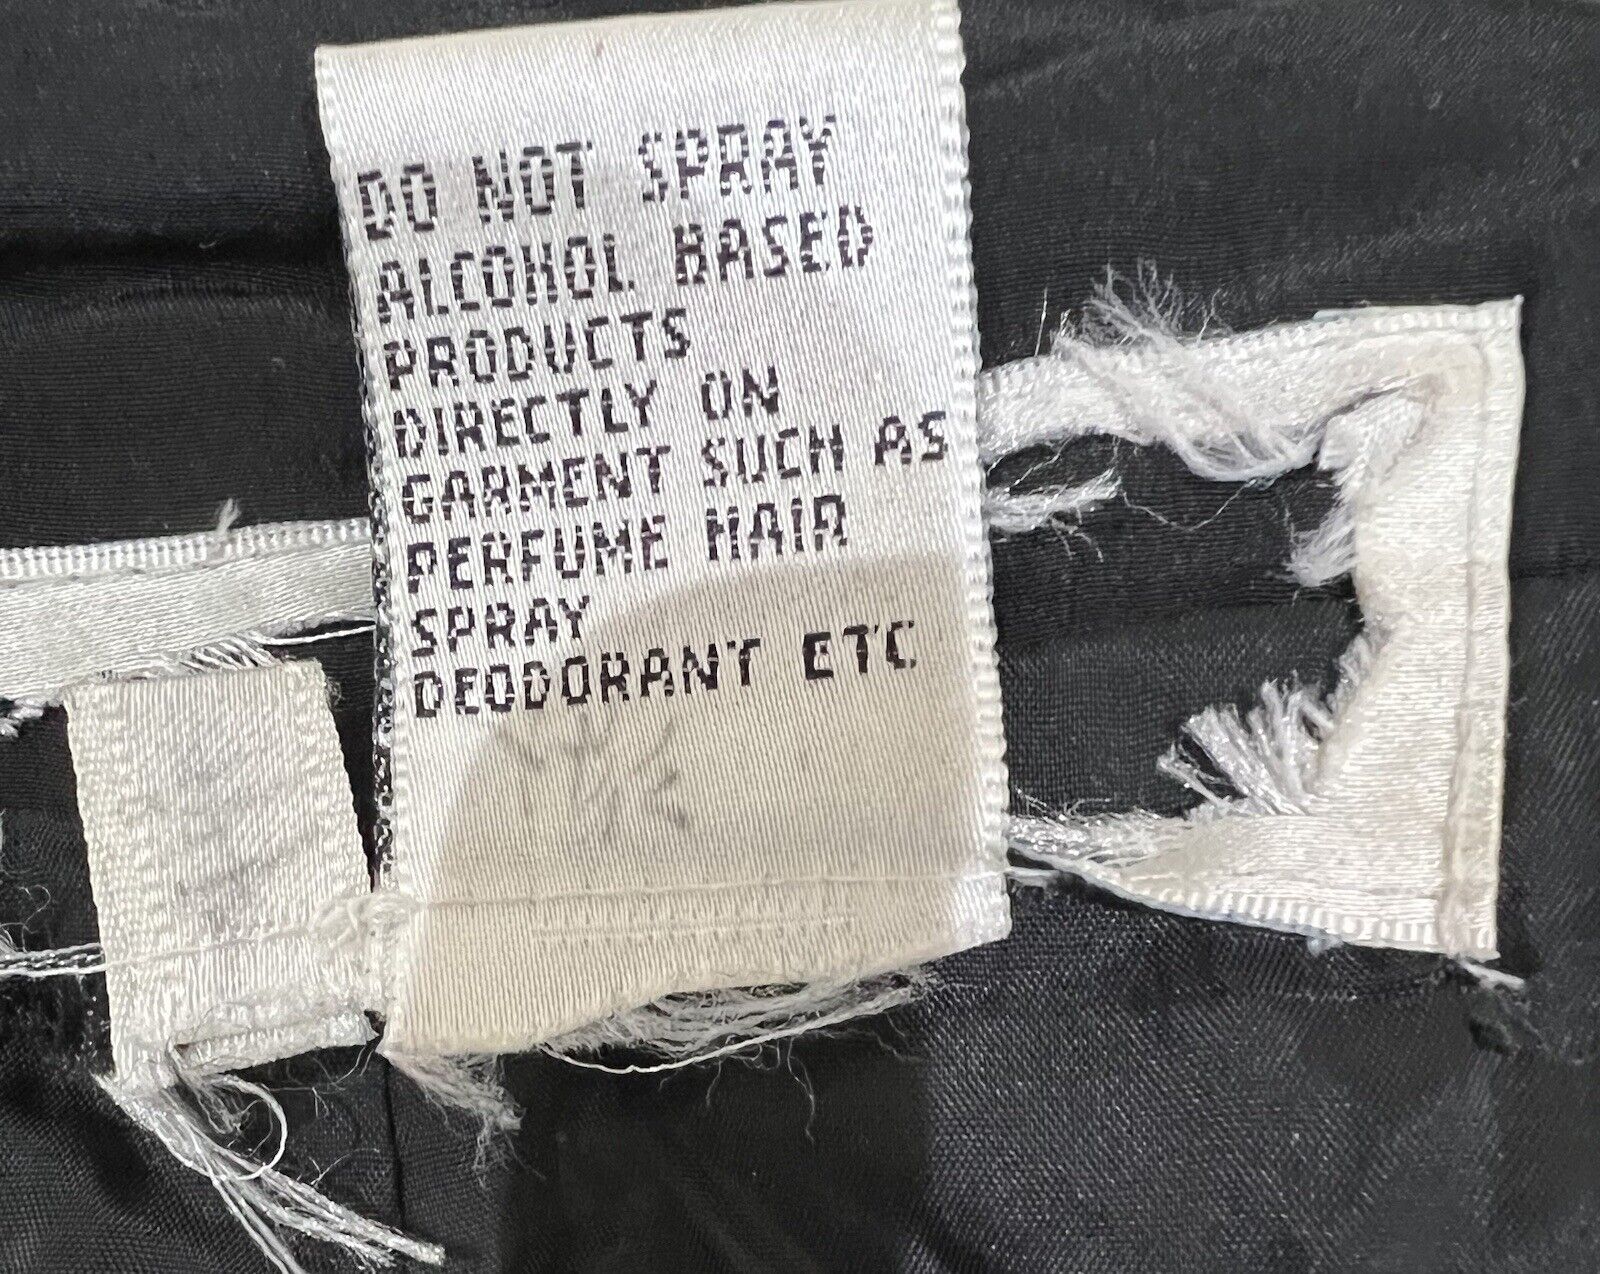 DO NOT SPRAY
ALCOHOL BASED
PRODUCTS
DIRECTLY ON
GARMENT SUCH AS
PERFUME HAIR
SPRAY
DEODORANT ETC